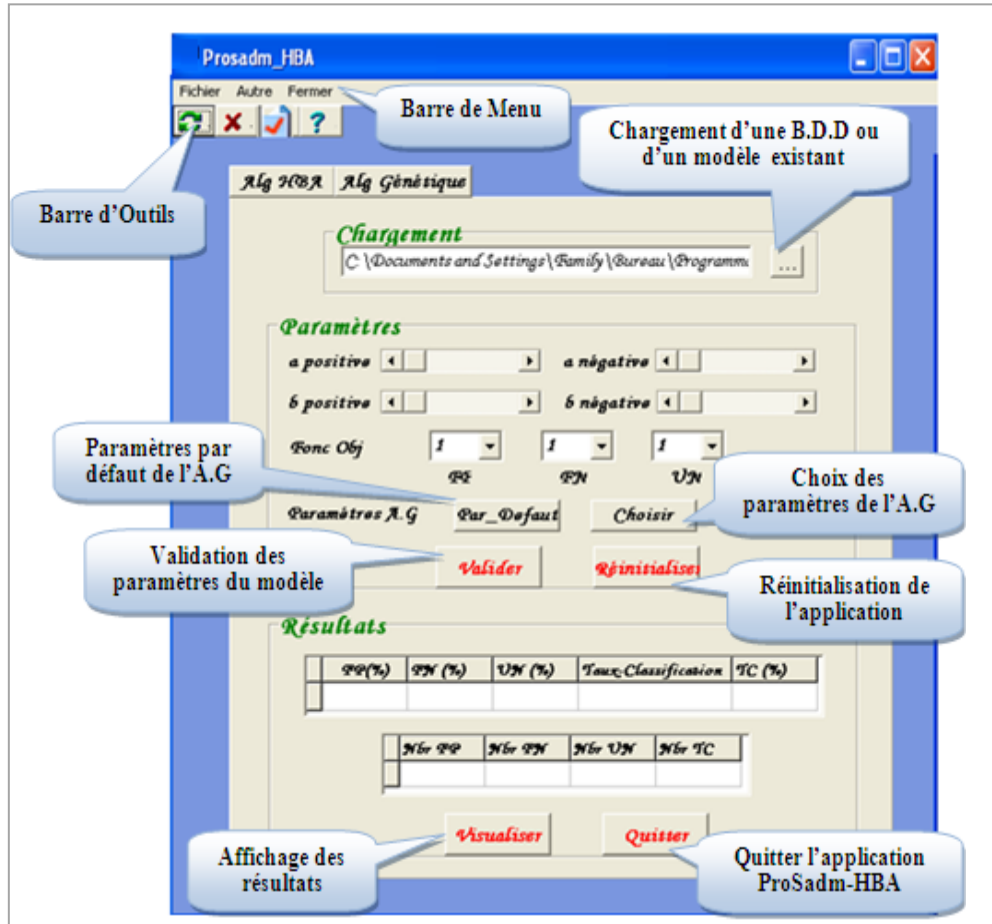 Prosadm_HBA
Fichier Autre Fermer
Barre de Menu
Chargement d'une B.D.D ou
d'un modèle existant
Barre d'Outils
Alg HBA Alg Génétique
Chargement
C:\Documents and Settings\Family\Bureau\Programma
...
Paramètres
a positive
a négative
b positive
b négative
Fonc Obj
1
1
1
PN
UN
Paramètres par
défaut de l'A.G
Choix des
paramètres de l'A.G
Paramètres A.G
Par_Defaut
Choisir
Validation des
paramètres du modèle
Valider
Réinitialiser
Réinitialisation de
l'application
Résultats
PP(%) PN (%) UN (%) Taux-Classification TC (%)
Nbr PP Nbr PN Nbr UN Nbr TC
Visualiser
Quitter
Affichage des
résultats
Quitter l'application
ProSadm-HBA